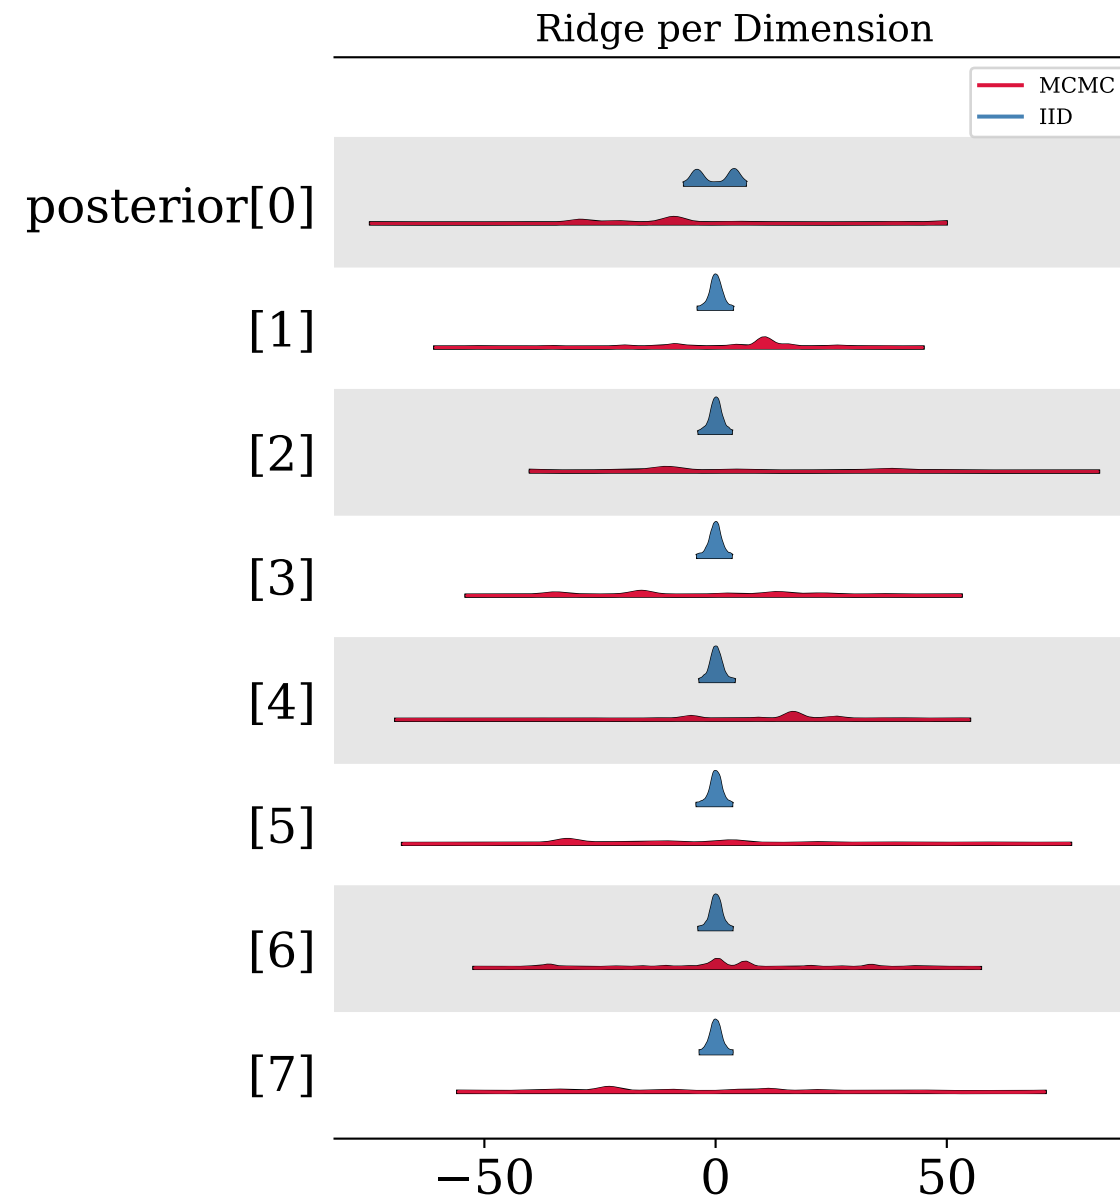 Ridge per Dimension
MCMC
IID
posterior[0]
[1]
[2]
[3]
[4]
[5]
[6]
[7]
−50 0 50